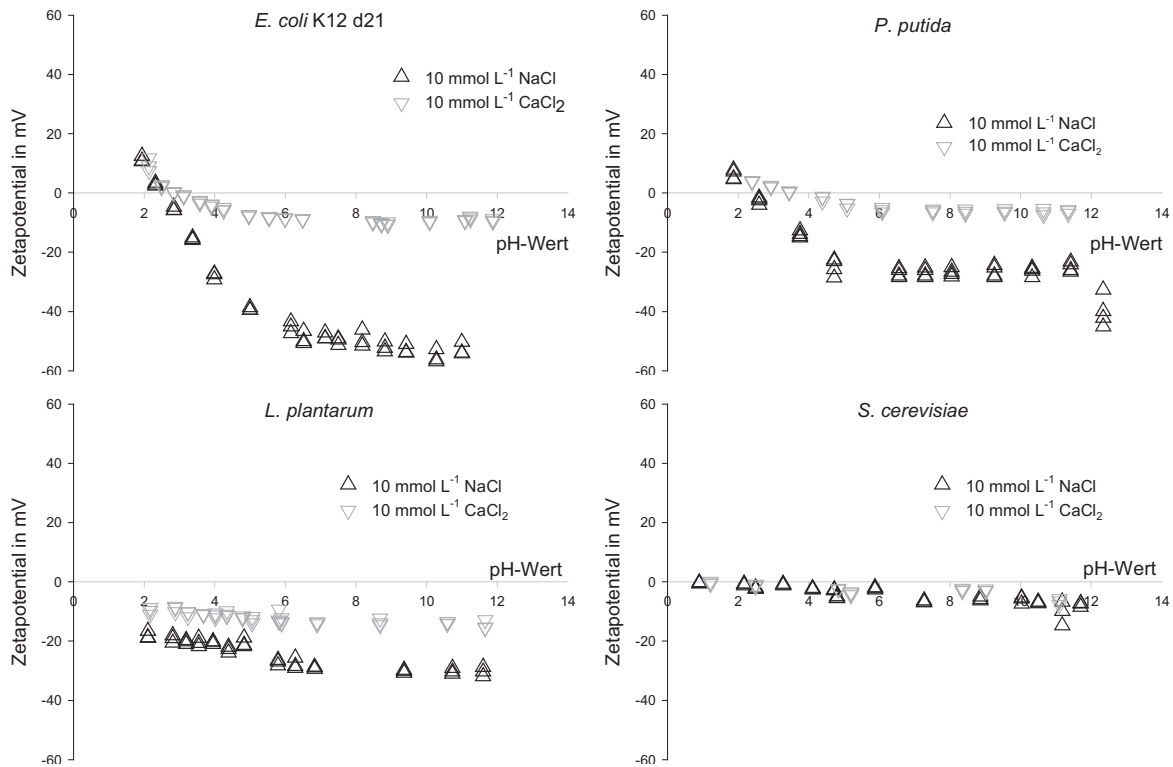 E. coli K12 d21
60
40
20
0
-20
-40
-60
Zetapotential in mV
10 mmol L-1 NaCl
10 mmol L-1 CaCl2
0 2 4 6 8 10 12 14
pH-Wert
P. putida
60
40
20
0
-20
-40
-60
Zetapotential in mV
10 mmol L-1 NaCl
10 mmol L-1 CaCl2
0 2 4 6 8 10 12 14
pH-Wert
L. plantarum
60
40
20
0
-20
-40
-60
Zetapotential in mV
10 mmol L-1 NaCl
10 mmol L-1 CaCl2
pH-Wert
0 2 4 6 8 10 12 14
S. cerevisiae
60
40
20
0
-20
-40
-60
Zetapotential in mV
10 mmol L-1 NaCl
10 mmol L-1 CaCl2
pH-Wert
0 2 4 6 8 10 12 14